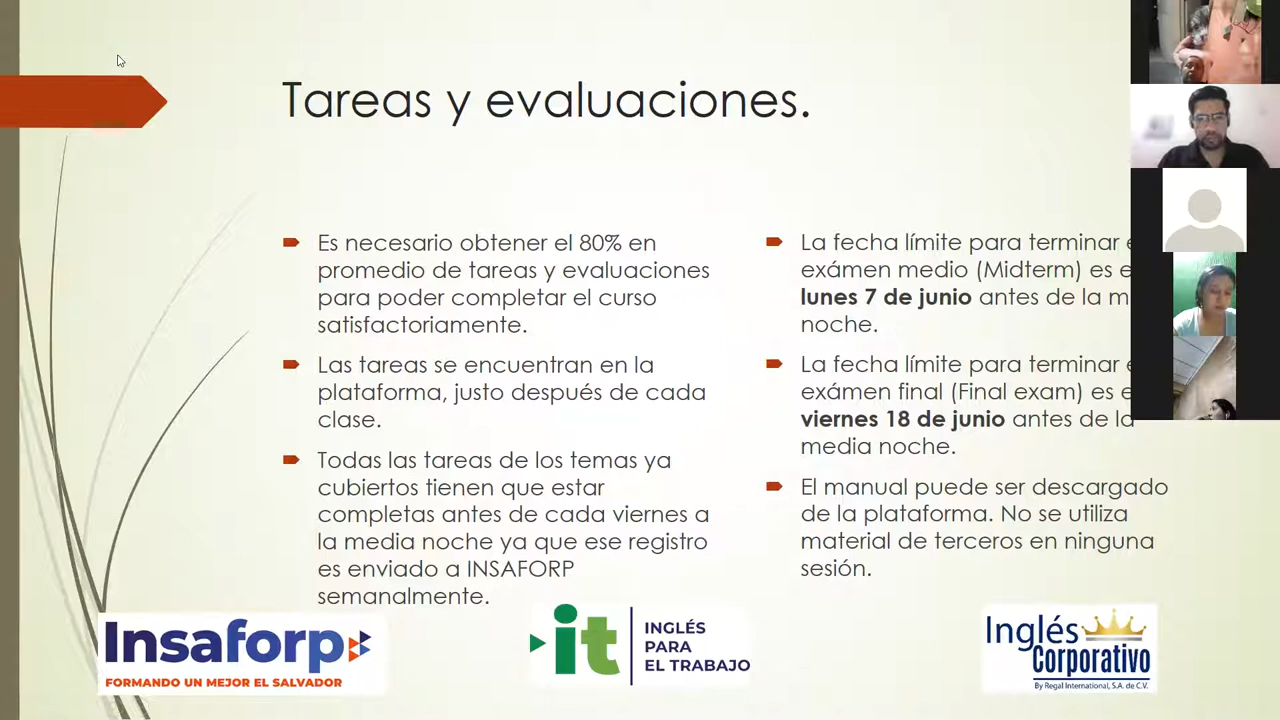 Tareas y evaluaciones.
Es necesario obtener el 80% en
promedio de tareas y evaluaciones
para poder completar el curso
satisfactoriamente.
Las tareas se encuentran en la
plataforma, justo después de cada
clase.
Todas las tareas de los temas ya
cubiertos tienen que estar
completas antes de cada viernes a
la media noche ya que ese registro
es enviado a INSAFORP
semanalmente.
La fecha límite para terminar
exámen medio (Midterm) es
lunes 7 de junio antes de la
noche.
La fecha límite para terminar
exámen final (Final exam) es
viernes 18 de junio antes de la
media noche.
El manual puede ser descargado
de la plataforma. No se utiliza
material de terceros en ninguna
sesión.
Insaforp
FORMANDO UN MEJOR EL SALVADOR
it
INGLÉS
PARA
EL TRABAJO
Inglés
Corporativo
By Regal International, S.A. de C.V.